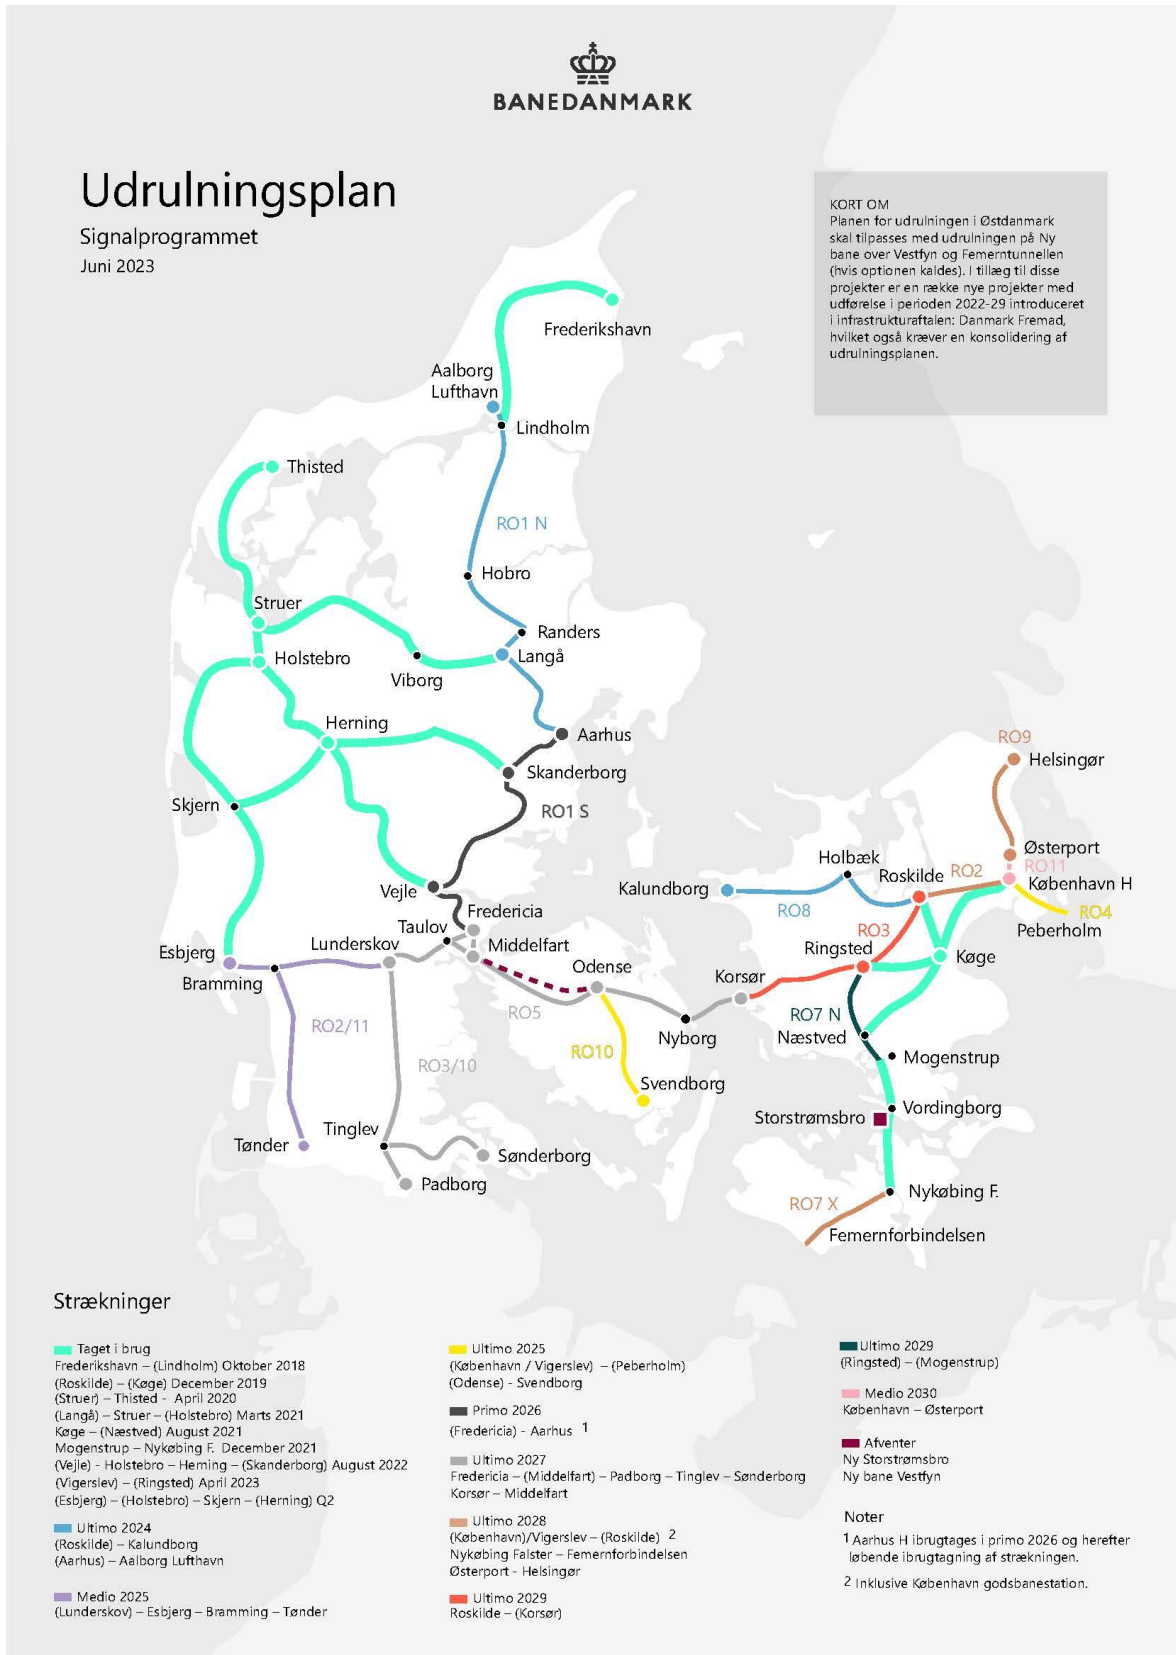 BANEDANMARK
Udrulningsplan
Signalprogrammet
Juni 2023
KORT OM
Planen for udrulningen i Østdanmark
skal tilpasses med udrulningen på Ny
bane over Vestfyn og Femerntunnellen
(hvis optionen kaldes). I tillæg til disse
projekter er en række nye projekter med
udførelse i perioden 2022-29 introduceret
i infrastrukturaftalen: Danmark Fremad,
hvilket også kræver en konsolidering af
udrulningsplanen.
Frederikshavn
Aalborg
Lufthavn
Lindholm
Thisted
RO1 N
Hobro
Struer
Randers
Holstebro
Langå
Viborg
Herning
Aarhus
RO9
Helsingør
Skanderborg
Skjern
RO1 S
Østerport
Holbæk
RO11
Roskilde
RO2
København H
Vejle
Kalundborg
RO8
RO4
Fredericia
Taulov
Peberholm
RO3
Lunderskov
Middelfart
Ringsted
Esbjerg
Køge
Odense
Korsør
Bramming
RO5
RO7 N
RO2/11
Nyborg
Næstved
RO10
Mogenstrup
RO3/10
Svendborg
Vordingborg
Storstrømsbro
Tinglev
Tønder
Sønderborg
Padborg
Nykøbing F.
RO7 X
Femernforbindelsen
Strækninger
Taget i brug
Frederikshavn – (Lindholm) Oktober 2018
(Roskilde) – (Køge) December 2019
(Struer) – Thisted - April 2020
(Langå) – Struer – (Holstebro) Marts 2021
Køge – (Næstved) August 2021
Mogenstrup – Nykøbing F. December 2021
(Vejle) - Holstebro – Herning – (Skanderborg) August 2022
(Vigerslev) – (Ringsted) April 2023
(Esbjerg) – (Holstebro) – Skjern – (Herning) Q2
Ultimo 2024
(Roskilde) – Kalundborg
(Aarhus) – Aalborg Lufthavn
Medio 2025
(Lunderskov) – Esbjerg – Bramming – Tønder
Ultimo 2025
(København / Vigerslev) – (Peberholm)
(Odense) - Svendborg
Primo 2026
(Fredericia) - Aarhus 1
Ultimo 2027
Fredericia – (Middelfart) – Padborg – Tinglev – Sønderborg
Korsør – Middelfart
Ultimo 2028
(København)/Vigerslev – (Roskilde) 2
Nykøbing Falster – Femernforbindelsen
Østerport - Helsingør
Ultimo 2029
Roskilde – (Korsør)
Ultimo 2029
(Ringsted) – (Mogenstrup)
Medio 2030
København – Østerport
Afventer
Ny Storstrømsbro
Ny bane Vestfyn
Noter
1 Aarhus H ibrugtages i primo 2026 og herefter
løbende ibrugtagning af strækningen.
2 Inklusive København godsbanestation.